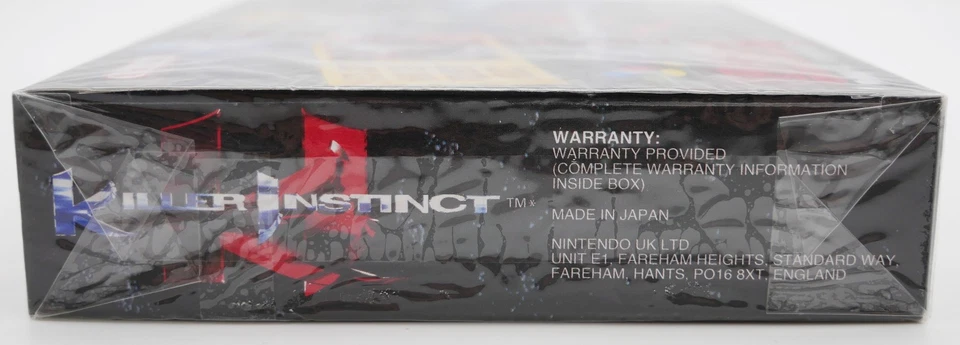 KILLER INSTINCT™*
WARRANTY:
WARRANTY PROVIDED
(COMPLETE WARRANTY INFORMATION
INSIDE BOX)
MADE IN JAPAN
NINTENDO UK LTD
UNIT E1, FAREHAM HEIGHTS, STANDARD WAY,
FAREHAM, HANTS, PO16 8XT, ENGLAND